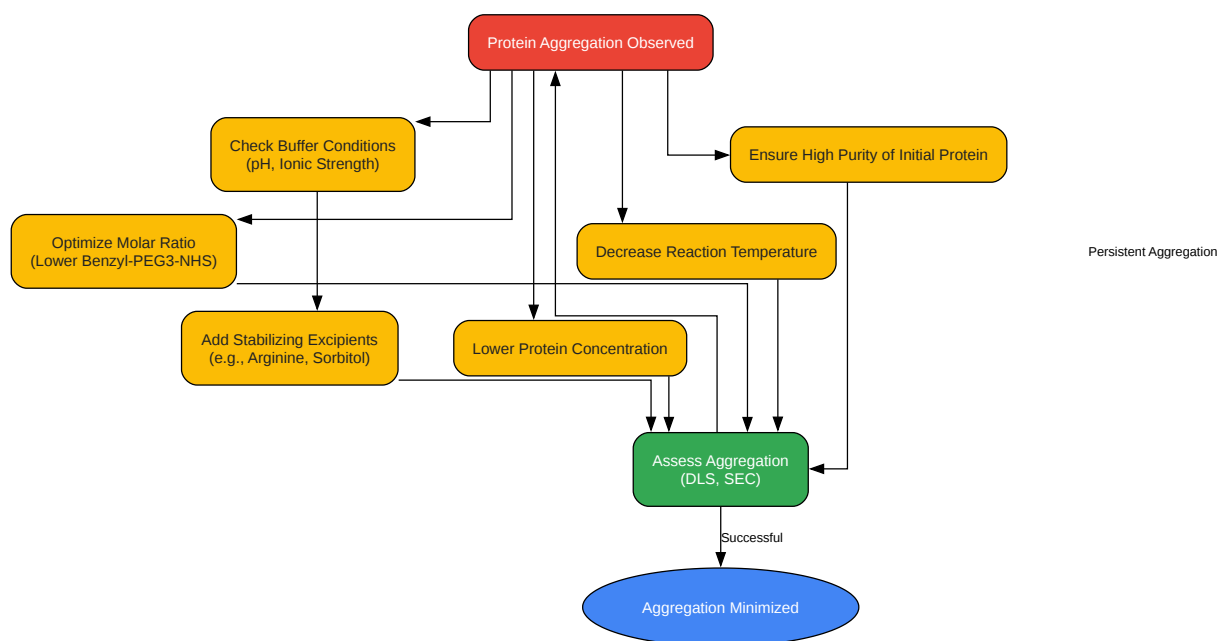 Protein Aggregation Observed
Check Buffer Conditions
(pH, Ionic Strength)
Ensure High Purity of Initial Protein
Optimize Molar Ratio
(Lower Benzyl-PEG3-NHS)
Decrease Reaction Temperature
Persistent Aggregation
Add Stabilizing Excipients
(e.g., Arginine, Sorbitol)
Lower Protein Concentration
Assess Aggregation
(DLS, SEC)
Successful
Aggregation Minimized